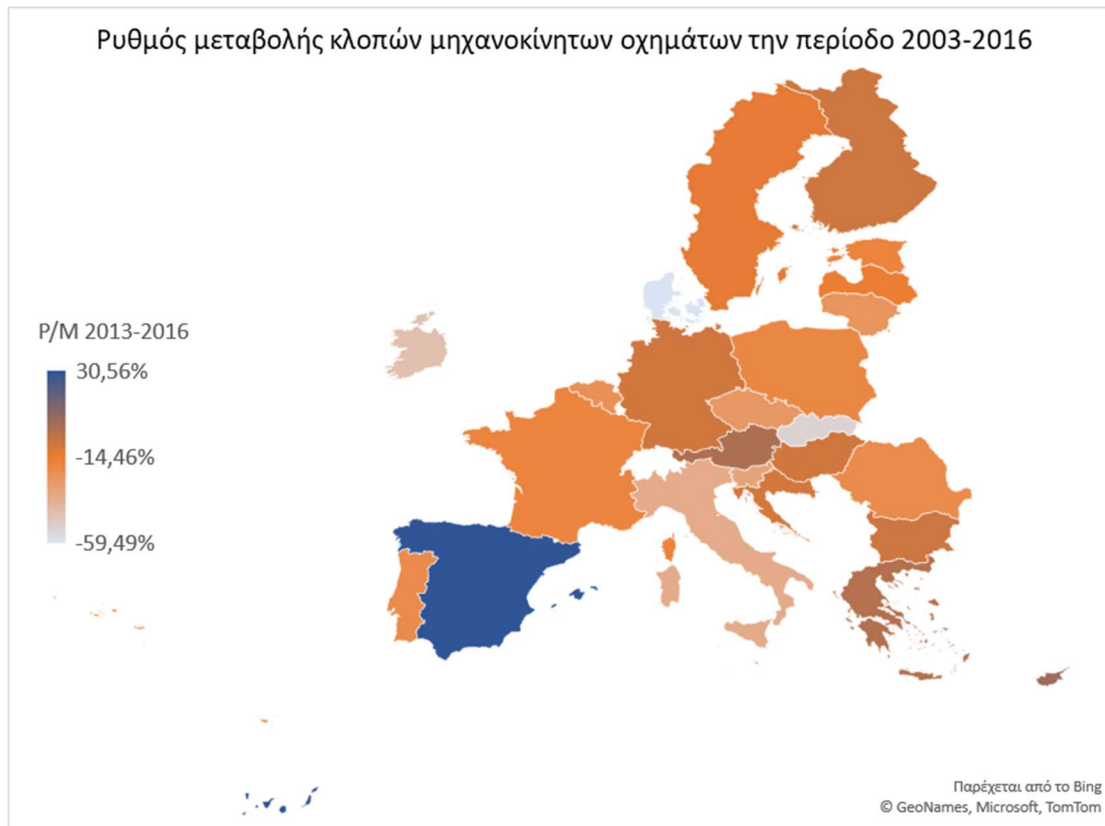 Ρυθμός μεταβολής κλοπών μηχανοκίνητων οχημάτων την περίοδο 2003-2016
Ρ/Μ 2013-2016
30,56%
-14,46%
-59,49%
Παρέχεται από το Bing
© GeoNames, Microsoft, TomTom